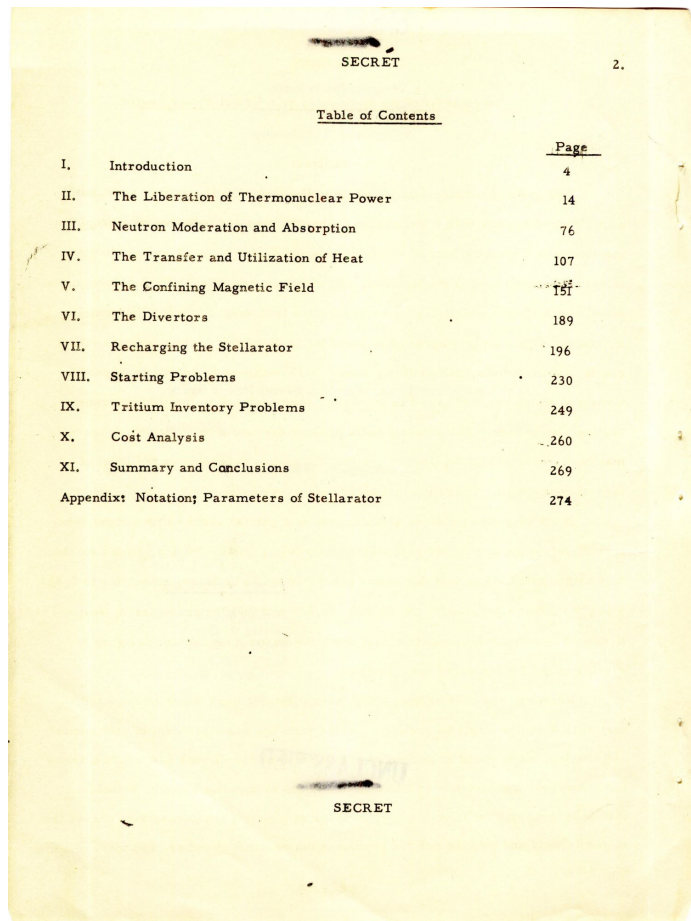 SECRET
2.
Table of Contents
Page
I. Introduction 4
II. The Liberation of Thermonuclear Power 14
III. Neutron Moderation and Absorption 76
IV. The Transfer and Utilization of Heat 107
V. The Confining Magnetic Field 151
VI. The Divertors 189
VII. Recharging the Stellarator 196
VIII. Starting Problems 230
IX. Tritium Inventory Problems 249
X. Cost Analysis 260
XI. Summary and Conclusions 269
Appendix: Notation; Parameters of Stellarator 274
UNCLASSIFIED
SECRET